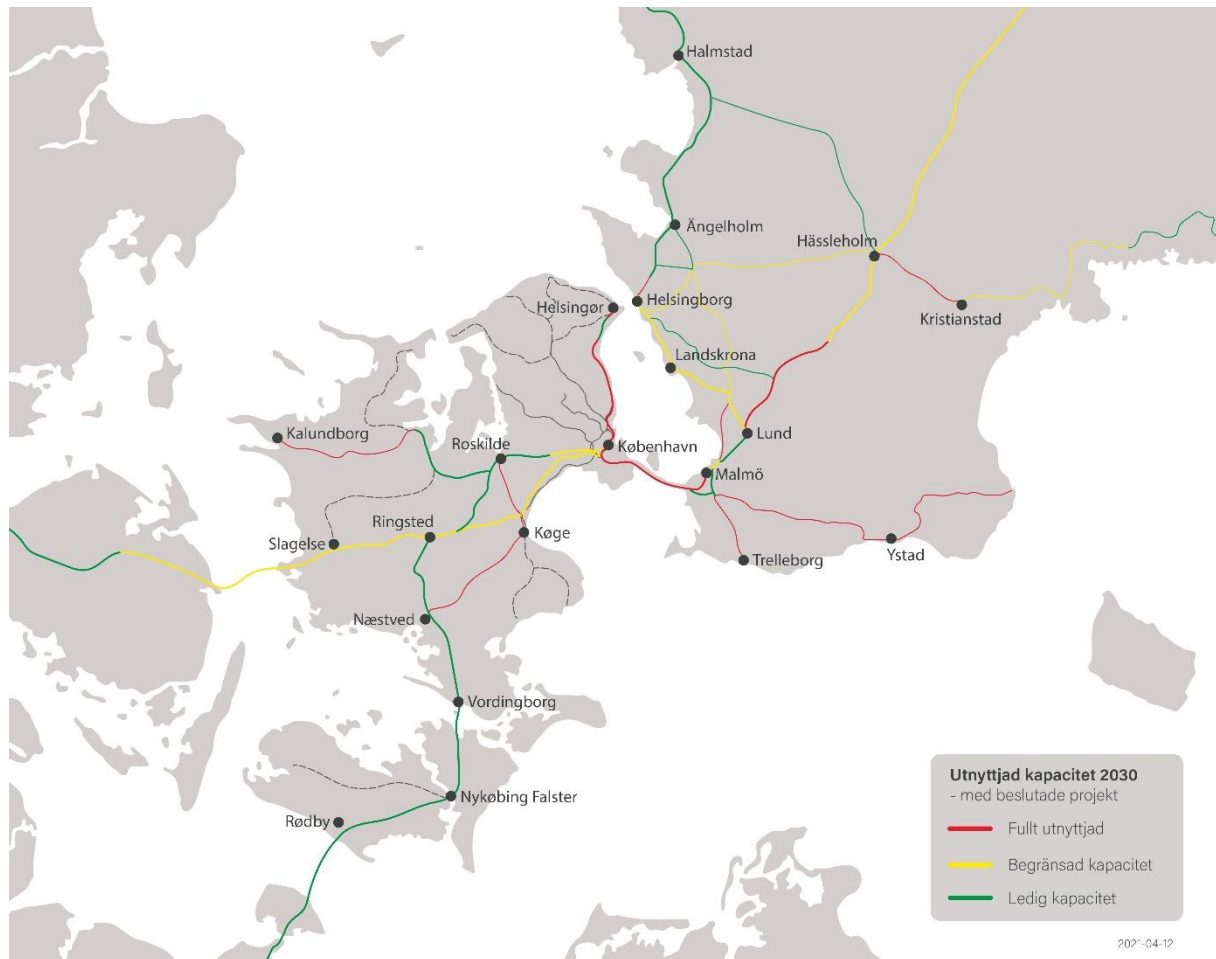 Halmstad
Ängelholm
Hässleholm
Helsingør
Helsingborg
Kristianstad
Landskrona
Kalundborg
Roskilde
København
Lund
Malmö
Ringsted
Køge
Slagelse
Ystad
Trelleborg
Næstved
Vordingborg
Nykøbing Falster
Rødby
Utnyttjad kapacitet 2030
- med beslutade projekt
Fullt utnyttjad
Begränsad kapacitet
Ledig kapacitet
2021-04-12